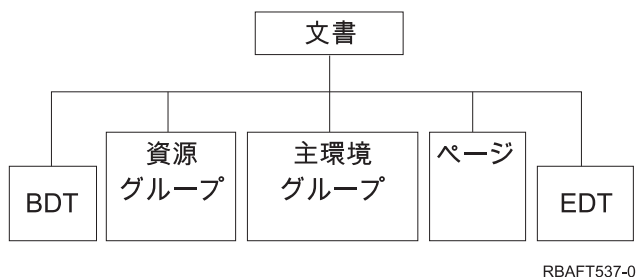 文書
BDT
資源
グループ
主環境
グループ
ページ
EDT
RBAFT537-0